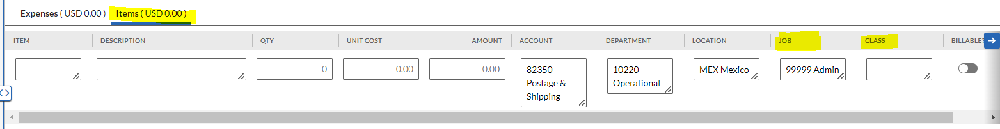 Expenses ( USD 0.00 ) Items ( USD 0.00 )
ITEM DESCRIPTION QTY UNIT COST AMOUNT ACCOUNT DEPARTMENT LOCATION JOB CLASS BILLABLE?
0 0.00 0.00 82350 10220 MEX Mexico 99999 Admin
Postage & Operational
Shipping